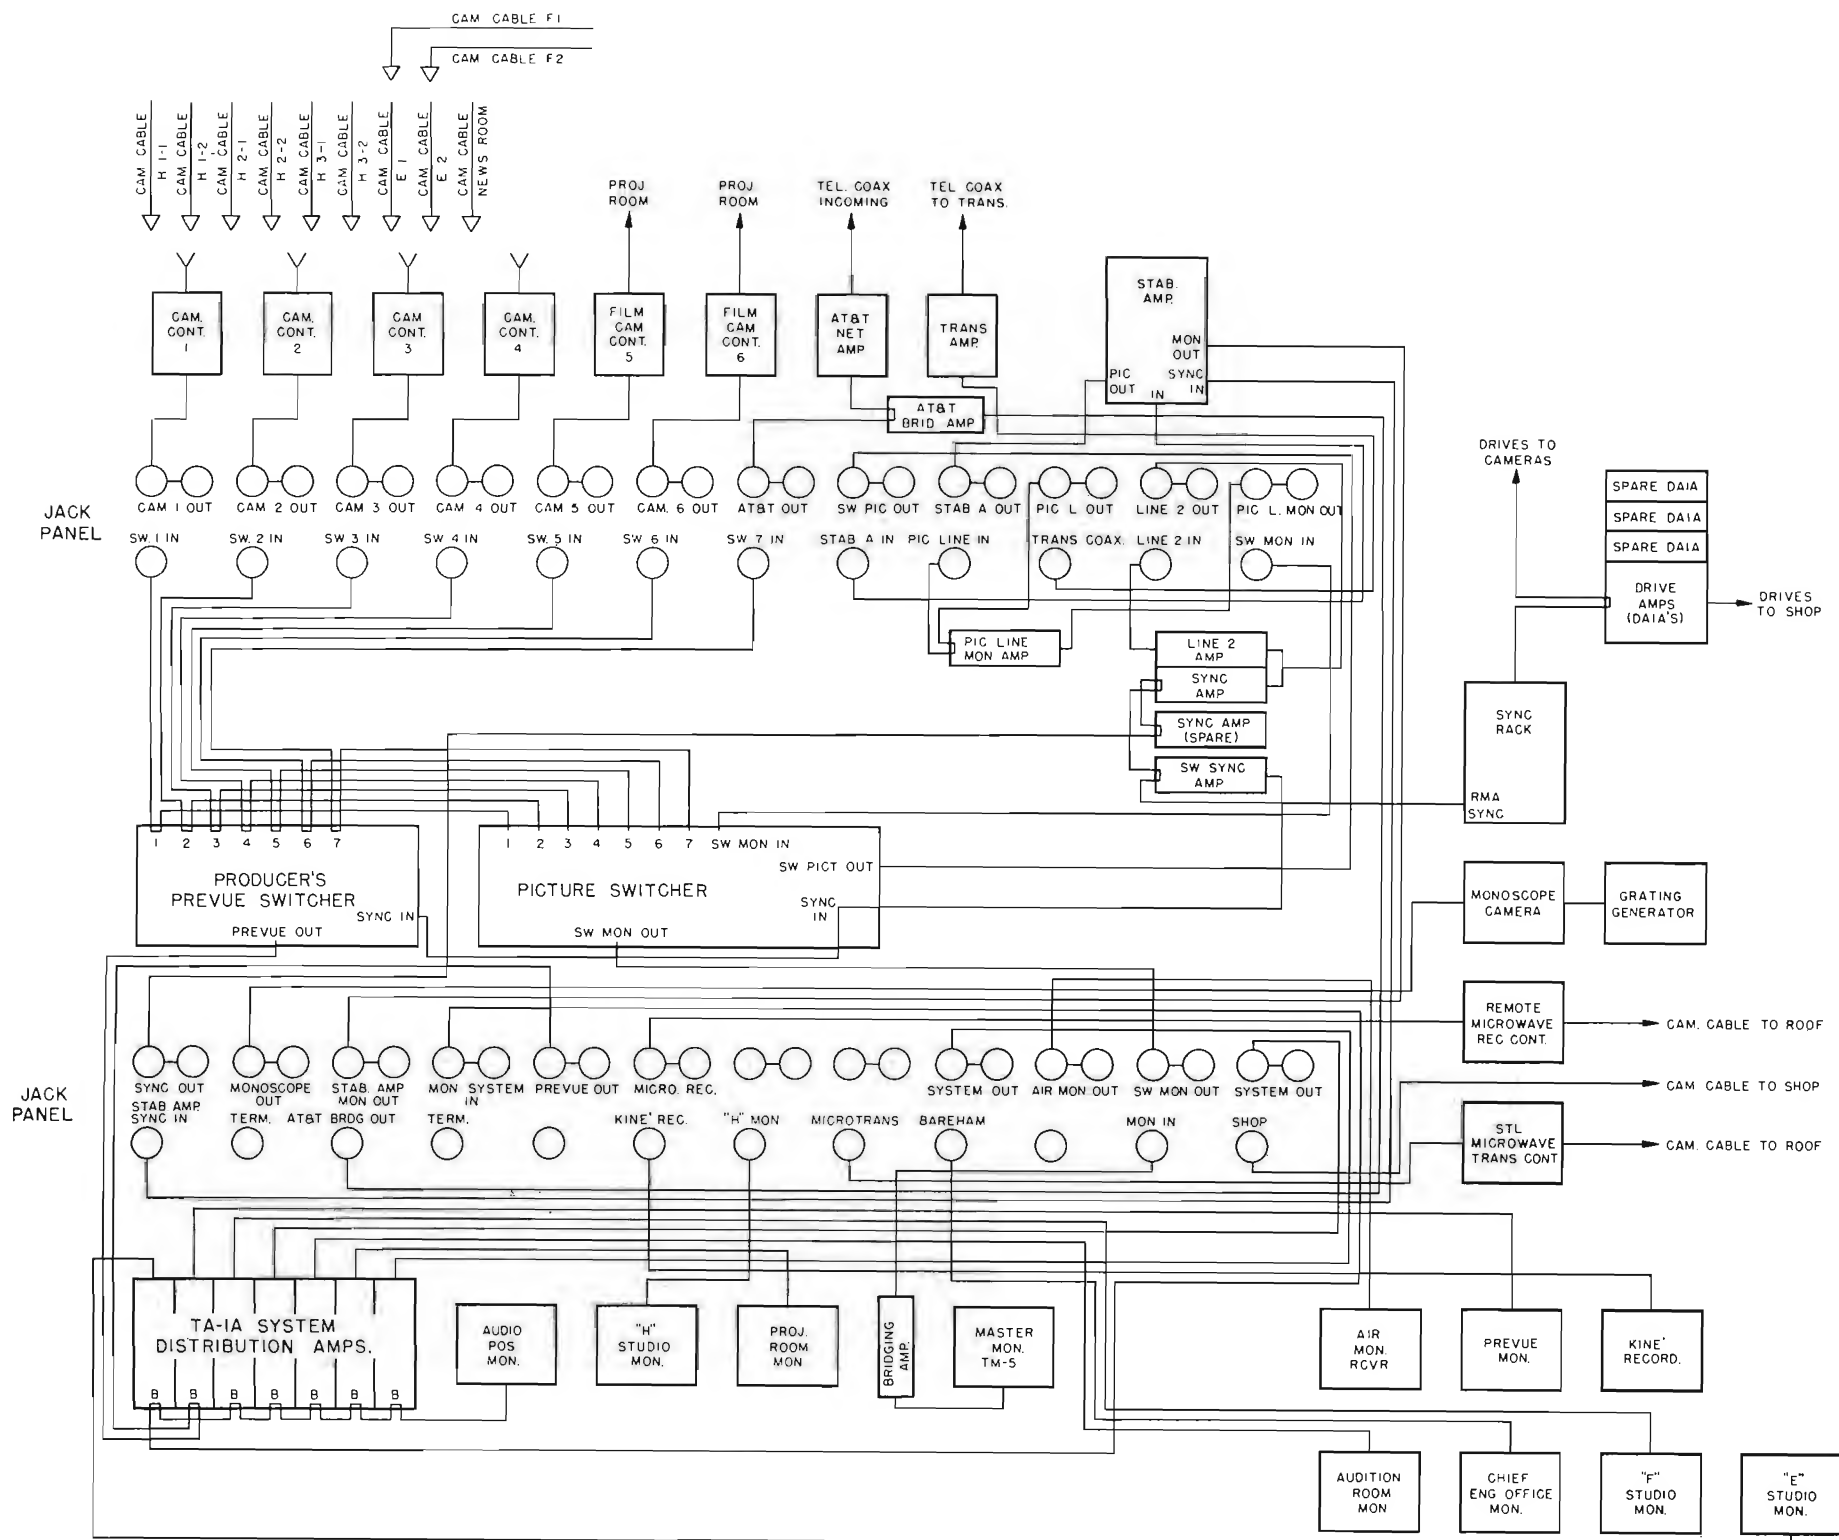 CAM CABLE F1
CAM CABLE F2
CAM CABLE
H 1-1
CAM CABLE
H 1-2
CAM CABLE
H 2-1
CAM CABLE
H 2-2
CAM CABLE
H 3-1
CAM CABLE
H 3-2
CAM CABLE
E 1
CAM CABLE
E 2
CAM CABLE
NEWS ROOM
PROJ
ROOM
PROJ
ROOM
TEL. COAX
INCOMING
TEL COAX
TO TRANS.
CAM.
CONT.
1
CAM.
CONT.
2
CAM
CONT.
3
CAM.
CONT.
4
FILM
CAM
CONT.
5
FILM
CAM
CONT.
6
AT&T
NET
AMP
TRANS
AMP.
STAB.
AMP.
MON
OUT
PIC
OUT
SYNC
IN
IN
AT&T
BRID AMP
DRIVES TO
CAMERAS
JACK
PANEL
CAM 1 OUT
CAM 2 OUT
CAM 3 OUT
CAM 4 OUT
CAM 5 OUT
CAM. 6 OUT
AT&T OUT
SW PIC OUT
STAB A OUT
PIC L OUT
LINE 2 OUT
PIC L. MON OUT
SW. 1 IN
SW. 2 IN
SW 3 IN
SW. 4 IN
SW. 5 IN
SW 6 IN
SW 7 IN
STAB A IN
PIC LINE IN
TRANS COAX.
LINE 2 IN
SW MON IN
SPARE DA1A
SPARE DA1A
SPARE DA1A
DRIVE
AMPS
(DA1A'S)
DRIVES
TO SHOP
PIC LINE
MON AMP
LINE 2
AMP
SYNC
AMP
SYNC AMP
(SPARE)
SW SYNC
AMP
SYNC
RACK
RMA
SYNC
1 2 3 4 5 6 7
PRODUCER'S
PREVUE SWITCHER
SYNC IN
PREVUE OUT
1 2 3 4 5 6 7 SW MON IN
SW PICT OUT
PICTURE SWITCHER
SYNC
IN
SW MON OUT
MONOSCOPE
CAMERA
GRATING
GENERATOR
REMOTE
MICROWAVE
REC CONT.
CAM. CABLE TO ROOF
CAM CABLE TO SHOP
STL
MICROWAVE
TRANS CONT
CAM. CABLE TO ROOF
JACK
PANEL
SYNC OUT
MONOSCOPE
OUT
STAB. AMP
MON OUT
MON SYSTEM
IN
PREVUE OUT
MICRO. REC.
SYSTEM OUT
AIR MON OUT
SW MON OUT
SYSTEM OUT
STAB AMP
SYNC IN
TERM.
AT&T BRDG OUT
TERM.
KINE' REC.
"H" MON
MICROTRANS
BAREHAM
MON IN
SHOP
TA-1A SYSTEM
DISTRIBUTION AMPS.
B B B B B B B
AUDIO
POS
MON.
"H"
STUDIO
MON.
PROJ.
ROOM
MON
BRIDGING
AMP.
MASTER
MON.
TM-5
AIR
MON.
RCVR
PREVUE
MON.
KINE'
RECORD.
AUDITION
ROOM
MON
CHIEF
ENG OFFICE
MON.
"F"
STUDIO
MON.
"E"
STUDIO
MON.